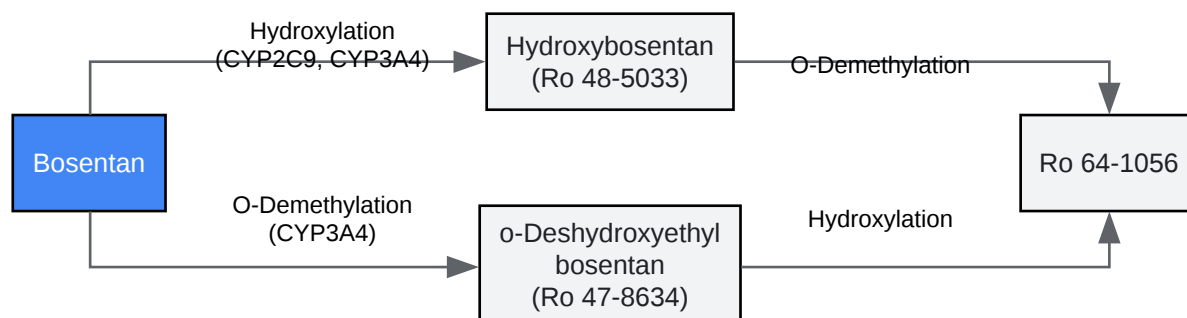 Hydroxylation
(CYP2C9, CYP3A4)
Hydroxybosentan
(Ro 48-5033)
O-Demethylation
Bosentan
Ro 64-1056
O-Demethylation
(CYP3A4)
o-Deshydroxyethyl
bosentan
(Ro 47-8634)
Hydroxylation